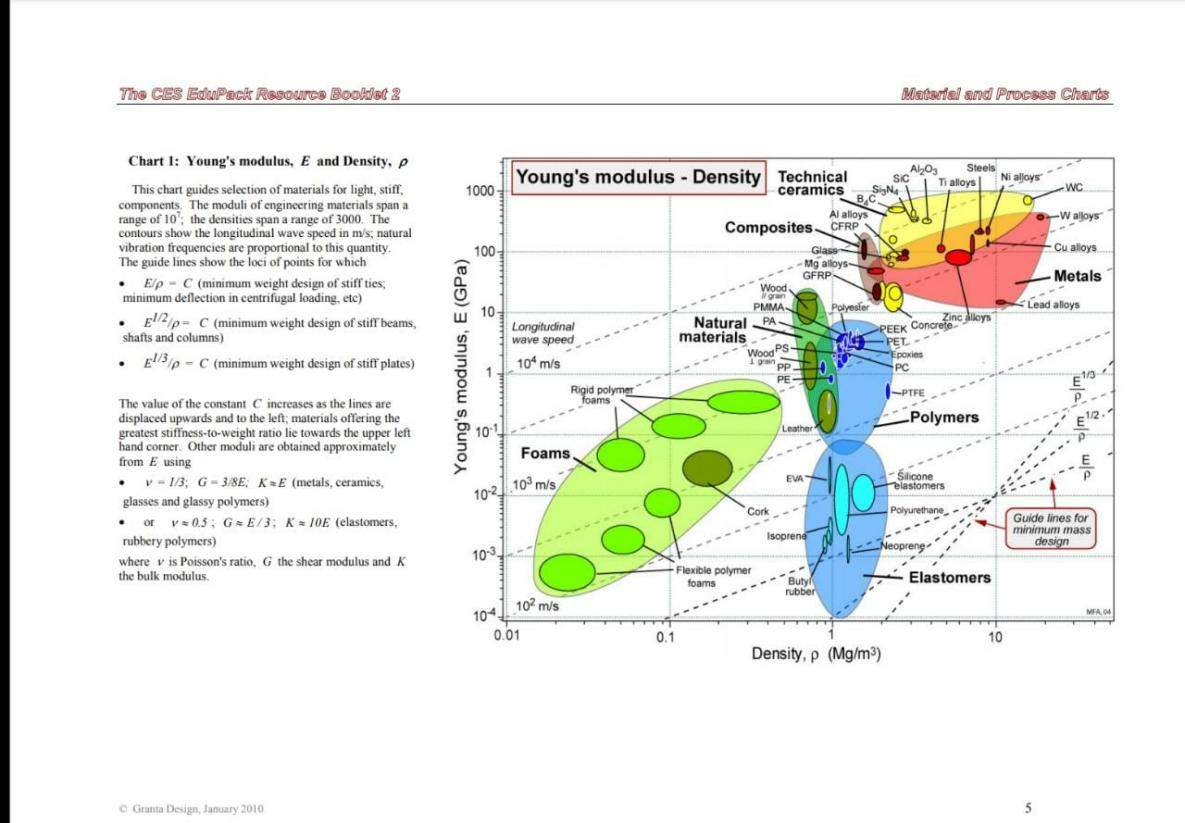 The CES EduPack Resource Booklet 2
Material and Process Charts
Chart 1: Young's modulus, E and Density, ρ
This chart guides selection of materials for light, stiff,
components. The moduli of engineering materials span a
range of 10⁷; the densities span a range of 3000. The
contours show the longitudinal wave speed in m/s; natural
vibration frequencies are proportional to this quantity.
The guide lines show the loci of points for which
• E/ρ = C (minimum weight design of stiff ties;
minimum deflection in centrifugal loading, etc)
• E^1/2/ρ = C (minimum weight design of stiff beams,
shafts and columns)
• E^1/3/ρ = C (minimum weight design of stiff plates)
The value of the constant C increases as the lines are
displaced upwards and to the left; materials offering the
greatest stiffness-to-weight ratio lie towards the upper left
hand corner. Other moduli are obtained approximately
from E using
• ν = 1/3; G = 3/8E; K≈E (metals, ceramics,
glasses and glassy polymers)
• or ν ≈ 0.5 ; G ≈ E/3 ; K ≈ 10E (elastomers,
rubbery polymers)
where ν is Poisson's ratio, G the shear modulus and K
the bulk modulus.
Young's modulus - Density
Young's modulus, E (GPa)
1000
100
10
1
10⁻¹
10⁻²
10⁻³
10⁻⁴
0.01
0.1
1
10
Density, ρ (Mg/m³)
Technical
ceramics
Composites
Natural
materials
Foams
Metals
Polymers
Elastomers
Al₂O₃
SiC
Si₃N₄
B₄C
Steels
Ti alloys
Ni alloys
WC
W alloys
Cu alloys
Lead alloys
Zinc alloys
Concrete
Al alloys
CFRP
Glass
Mg alloys
GFRP
Wood
// grain
PMMA
Polyester
PA
PEEK
PET
Epoxies
PC
PS
Wood
⊥ grain
PP
PE
PTFE
Leather
EVA
Silicone
elastomers
Polyurethane
Isoprene
Neoprene
Butyl
rubber
Cork
Rigid polymer
foams
Flexible polymer
foams
Longitudinal
wave speed
10⁴ m/s
10³ m/s
10² m/s
E^1/3
ρ
E^1/2
ρ
E
ρ
Guide lines for
minimum mass
design
MFA, 04
© Granta Design, January 2010
5